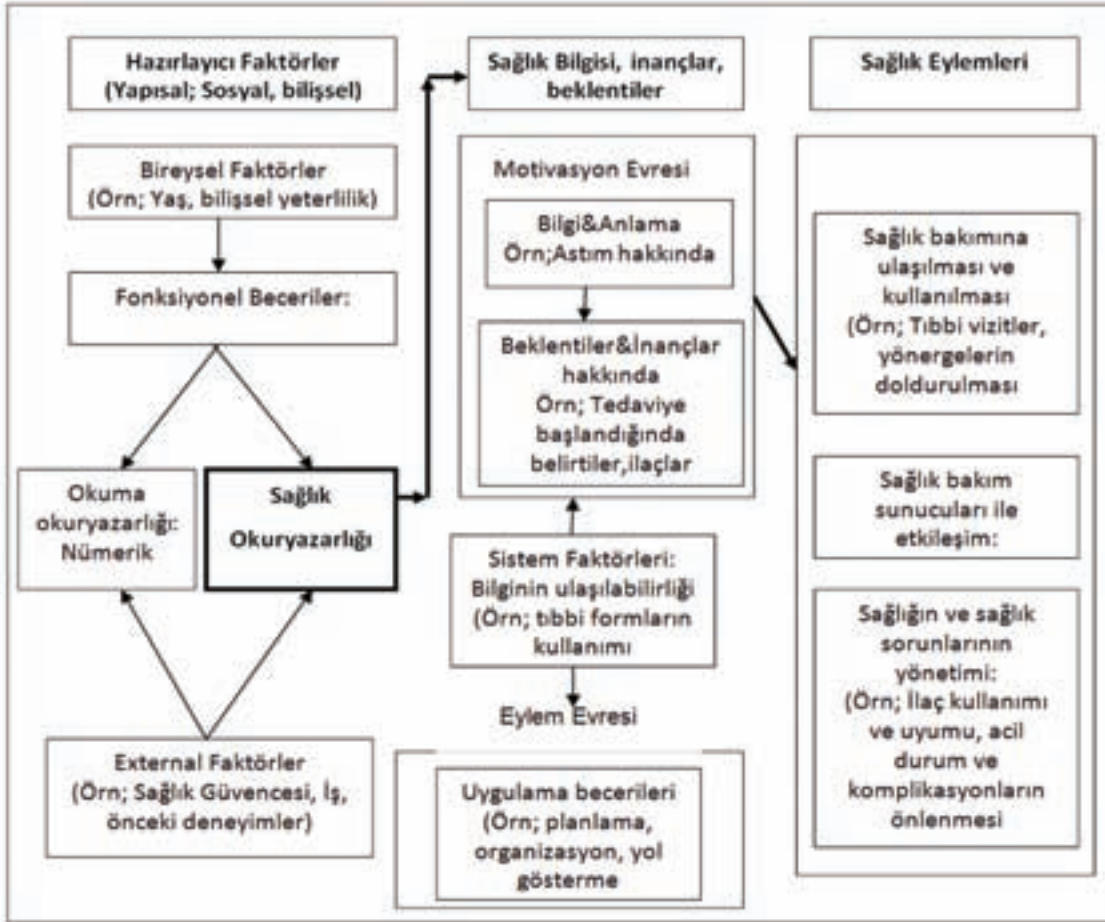 Hazırlayıcı Faktörler
(Yapısal; Sosyal, bilişsel)
Bireysel Faktörler
(Örn; Yaş, bilişsel yeterlilik)
Fonksiyonel Beceriler:
Okuma
okuryazarlığı:
Nümerik
Sağlık
Okuryazarlığı
External Faktörler
(Örn; Sağlık Güvencesi, İş,
önceki deneyimler)
Sağlık Bilgisi, inançlar,
beklentiler
Motivasyon Evresi
Bilgi&Anlama
Örn;Astım hakkında
Beklentiler&İnançlar
hakkında
Örn; Tedaviye
başlandığında
belirtiler,ilaçlar
Sistem Faktörleri:
Bilginin ulaşılabilirliği
(Örn; tıbbi formların
kullanımı
Eylem Evresi
Uygulama becerileri
(Örn; planlama,
organizasyon, yol
gösterme
Sağlık Eylemleri
Sağlık bakımına
ulaşılması ve
kullanılması
(Örn; Tıbbi vizitler,
yönergelerin
doldurulması
Sağlık bakım
sunucuları ile
etkileşim:
Sağlığın ve sağlık
sorunlarının
yönetimi:
(Örn; İlaç kullanımı
ve uyumu, acil
durum ve
komplikasyonların
önlenmesi